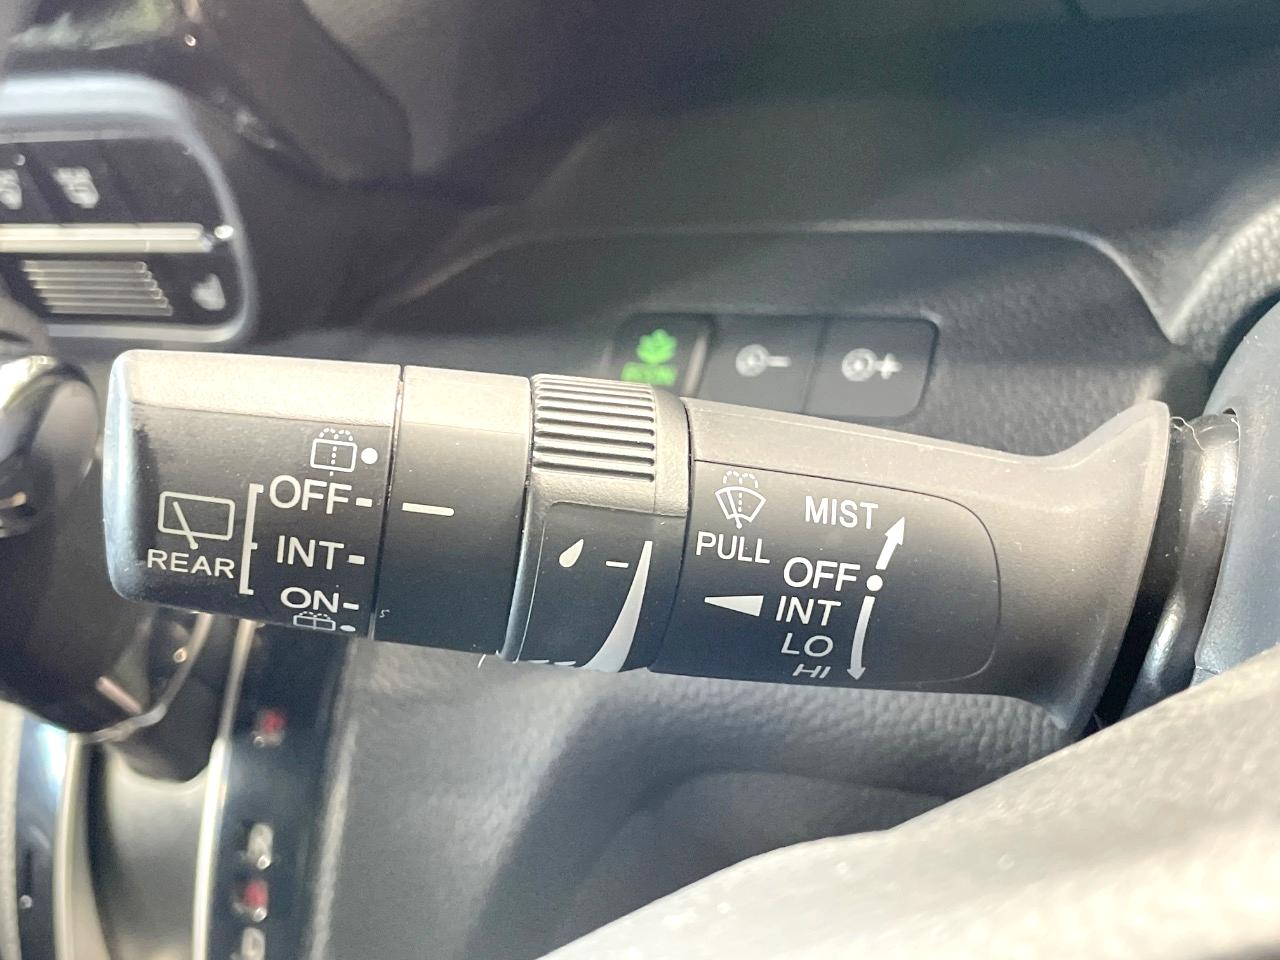 ECON
OFF
INT
ON
REAR
PULL
MIST
OFF
INT
LO
HI